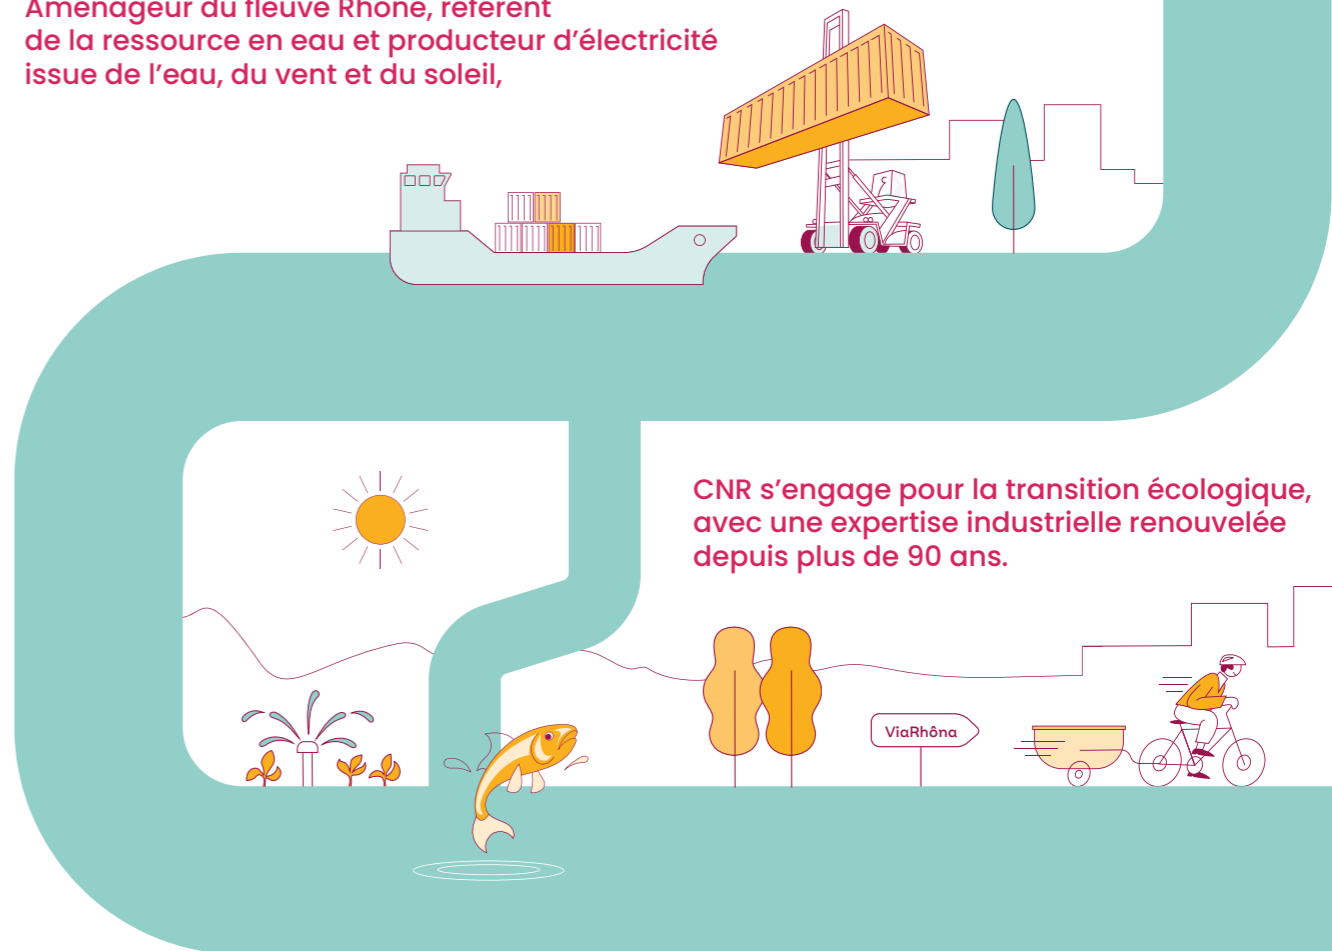 Aménageur du fleuve Rhône, référent
de la ressource en eau et producteur d’électricité
issue de l’eau, du vent et du soleil,
CNR s’engage pour la transition écologique,
avec une expertise industrielle renouvelée
depuis plus de 90 ans.
ViaRhôna